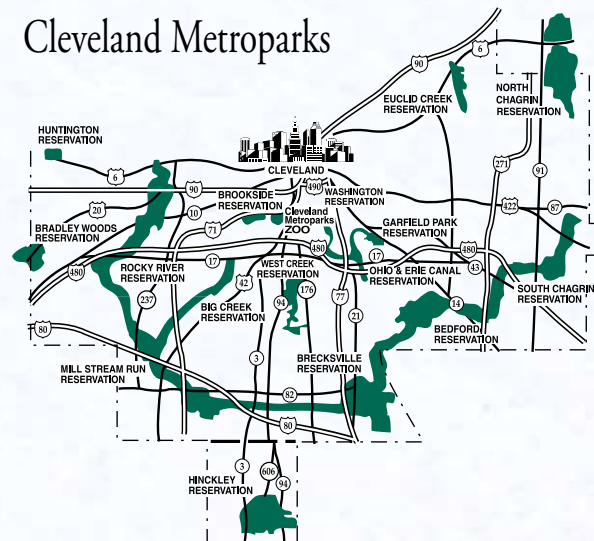 Cleveland Metroparks
6
90
EUCLID CREEK
RESERVATION
NORTH
CHAGRIN
RESERVATION
HUNTINGTON
RESERVATION
6
CLEVELAND
271
91
90
490
20
10
BROOKSIDE
RESERVATION
WASHINGTON
RESERVATION
422
87
BRADLEY WOODS
RESERVATION
71
Cleveland
Metroparks
ZOO
GARFIELD PARK
RESERVATION
480
480
480
17
17
43
ROCKY RIVER
RESERVATION
WEST CREEK
RESERVATION
OHIO & ERIE CANAL
RESERVATION
SOUTH CHAGRIN
RESERVATION
237
42
94
176
77
21
14
BIG CREEK
RESERVATION
BEDFORD
RESERVATION
80
3
BRECKSVILLE
RESERVATION
MILL STREAM RUN
RESERVATION
82
80
3
606
94
HINCKLEY
RESERVATION